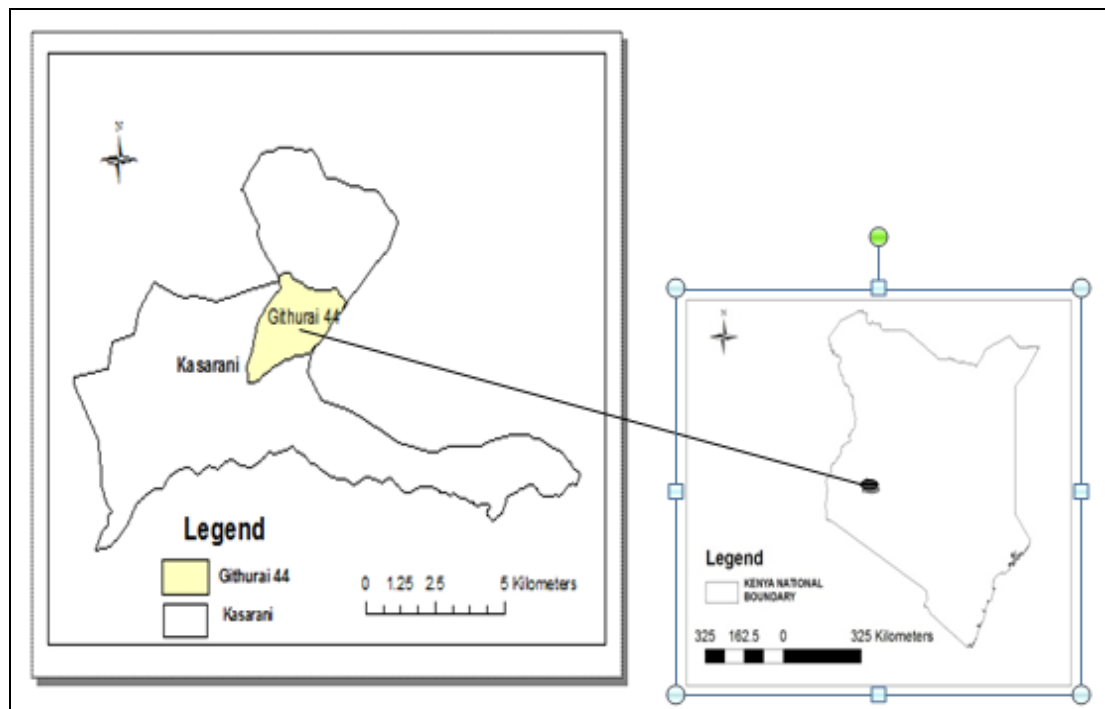 N
Githurai 44
Kasarani
Legend
Githurai 44
Kasarani
0 1.25 2.5 5 Kilometers
N
Legend
KENYA NATIONAL
BOUNDARY
325 162.5 0 325 Kilometers